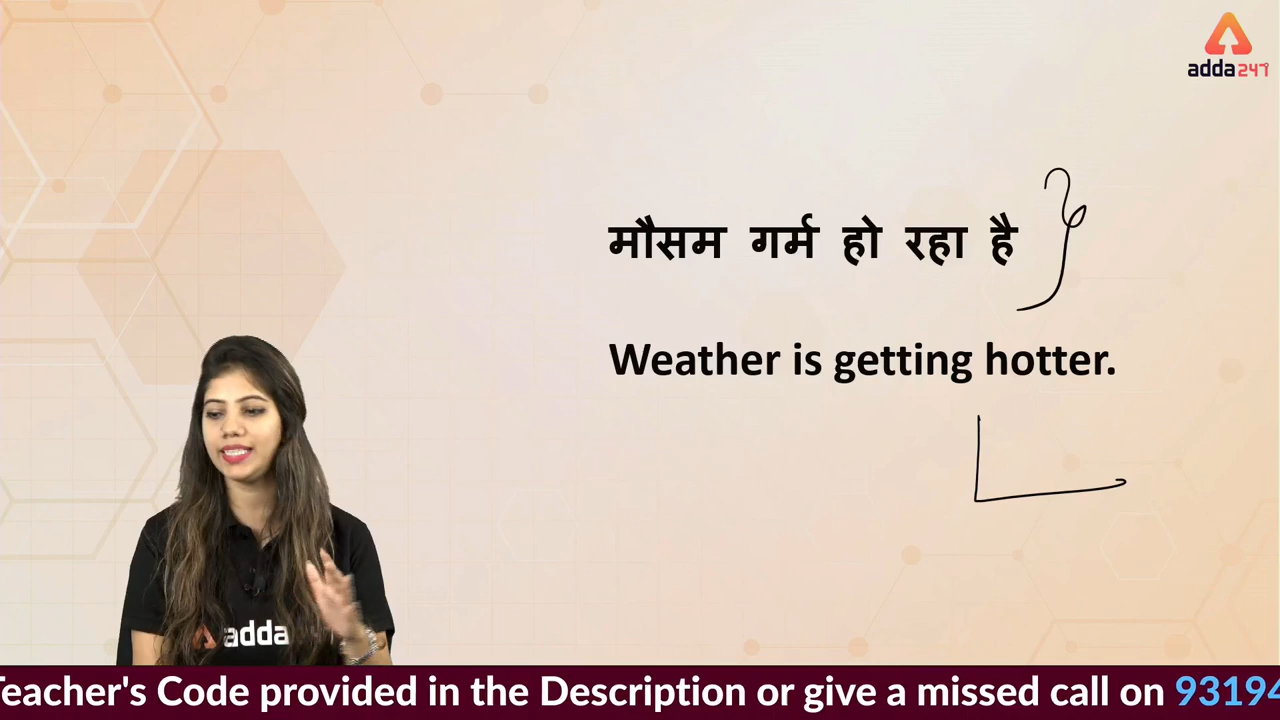 adda247
मौसम गर्म हो रहा है
Weather is getting hotter.
adda
Teacher's Code provided in the Description or give a missed call on 93194